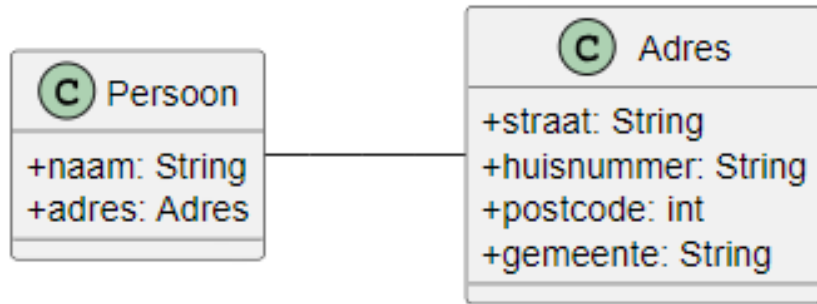 C Persoon
+naam: String
+adres: Adres
C Adres
+straat: String
+huisnummer: String
+postcode: int
+gemeente: String